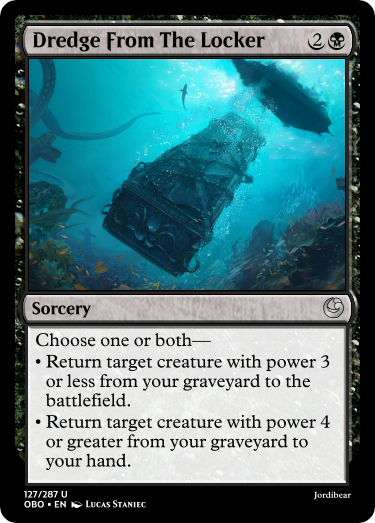 Dredge From The Locker 2
Sorcery
Choose one or both—
• Return target creature with power 3
or less from your graveyard to the
battlefield.
• Return target creature with power 4
or greater from your graveyard to
your hand.
127/287 U
OBO • EN Lucas Staniec
Jordibear